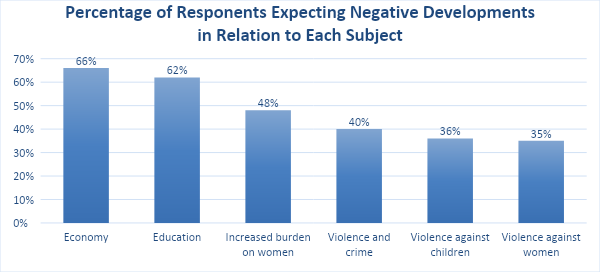 Percentage of Responents Expecting Negative Developments
in Relation to Each Subject
70%
60%
50%
40%
30%
20%
10%
0%
66%
62%
48%
40%
36%
35%
Economy
Education
Increased burden
on women
Violence and
crime
Violence against
children
Violence against
women